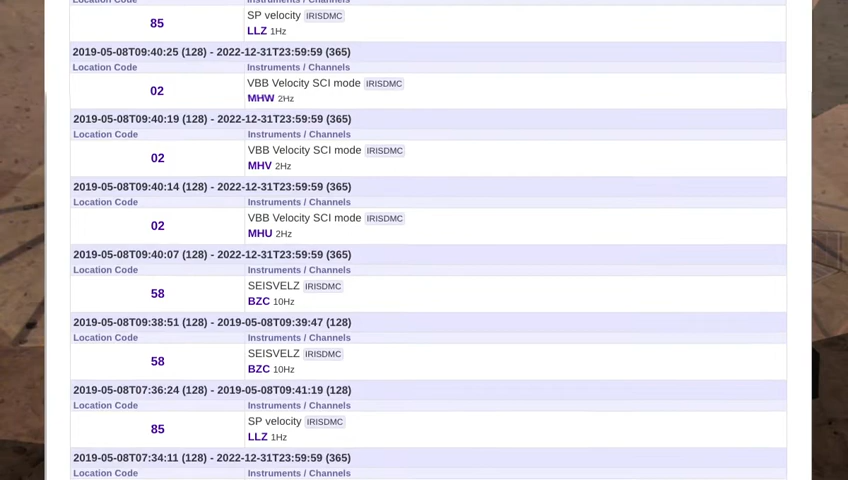 Location Code Instruments / Channels
85 SP velocity IRISDMC
LLZ 1Hz
2019-05-08T09:40:25 (128) - 2022-12-31T23:59:59 (365)
Location Code Instruments / Channels
02 VBB Velocity SCI mode IRISDMC
MHW 2Hz
2019-05-08T09:40:19 (128) - 2022-12-31T23:59:59 (365)
Location Code Instruments / Channels
02 VBB Velocity SCI mode IRISDMC
MHV 2Hz
2019-05-08T09:40:14 (128) - 2022-12-31T23:59:59 (365)
Location Code Instruments / Channels
02 VBB Velocity SCI mode IRISDMC
MHU 2Hz
2019-05-08T09:40:07 (128) - 2022-12-31T23:59:59 (365)
Location Code Instruments / Channels
58 SEISVELZ IRISDMC
BZC 10Hz
2019-05-08T09:38:51 (128) - 2019-05-08T09:39:47 (128)
Location Code Instruments / Channels
58 SEISVELZ IRISDMC
BZC 10Hz
2019-05-08T07:36:24 (128) - 2019-05-08T09:41:19 (128)
Location Code Instruments / Channels
85 SP velocity IRISDMC
LLZ 1Hz
2019-05-08T07:34:11 (128) - 2022-12-31T23:59:59 (365)
Location Code Instruments / Channels